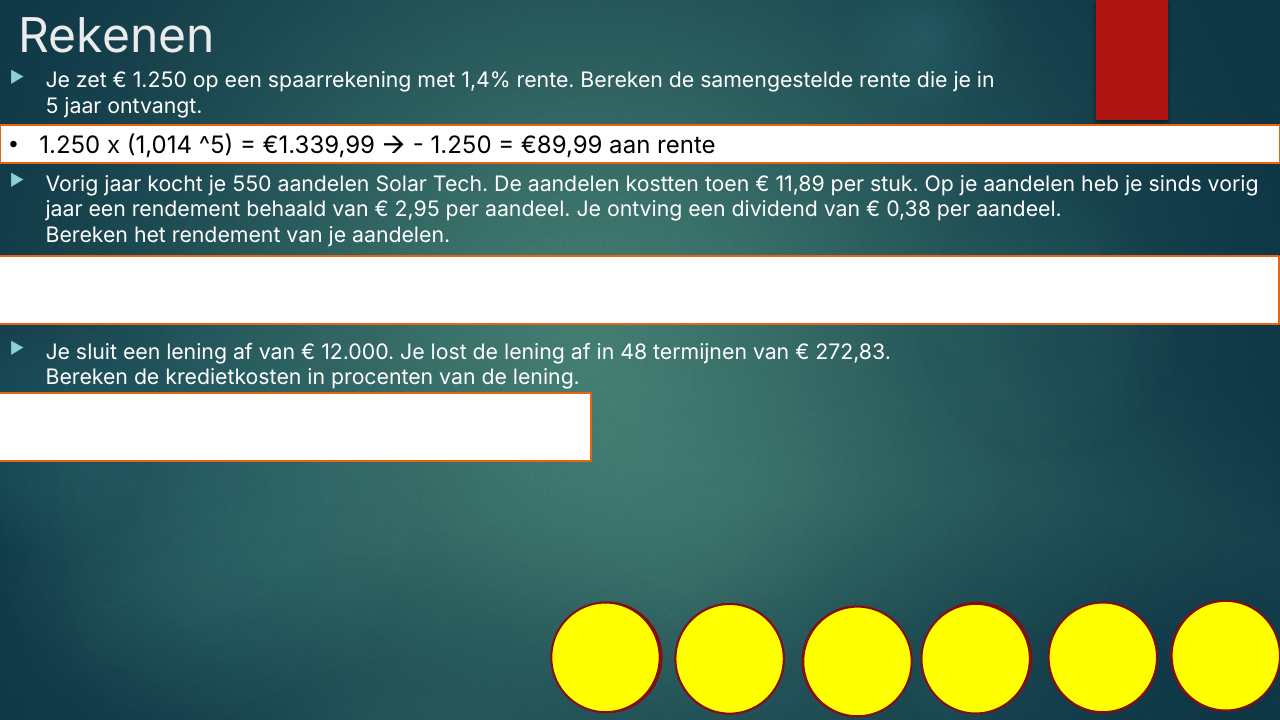 Rekenen
Je zet € 1.250 op een spaarrekening met 1,4% rente. Bereken de samengestelde rente die je in
5 jaar ontvangt.
• 1.250 x (1,014 ^5) = €1.339,99 → - 1.250 = €89,99 aan rente
Vorig jaar kocht je 550 aandelen Solar Tech. De aandelen kostten toen € 11,89 per stuk. Op je aandelen heb je sinds vorig
jaar een rendement behaald van € 2,95 per aandeel. Je ontving een dividend van € 0,38 per aandeel.
Bereken het rendement van je aandelen.
Je sluit een lening af van € 12.000. Je lost de lening af in 48 termijnen van € 272,83.
Bereken de kredietkosten in procenten van de lening.